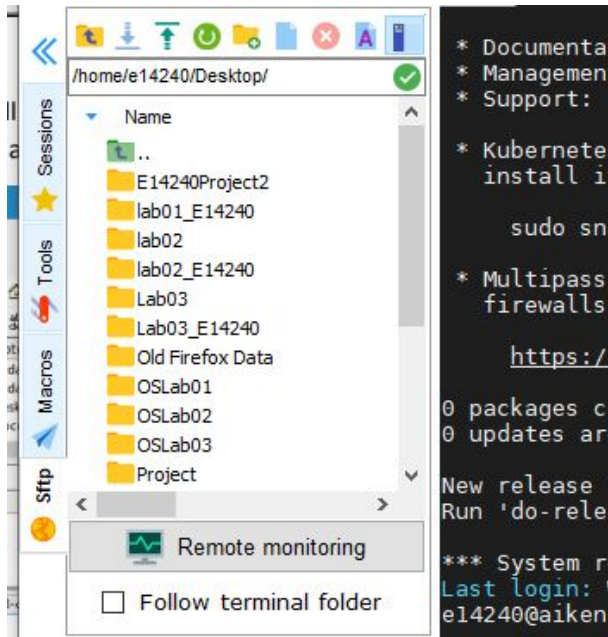 /home/e14240/Desktop/
Name
..
E14240Project2
lab01_E14240
lab02
lab02_E14240
Lab03
Lab03_E14240
Old Firefox Data
OSLab01
OSLab02
OSLab03
Project
Remote monitoring
Follow terminal folder
Sessions
Tools
Macros
Sftp
* Documenta
* Managemen
* Support:
* Kubernete
install i
sudo sn
* Multipass
firewalls
https:/
0 packages c
0 updates ar
New release
Run 'do-rele
*** System r
Last login:
e14240@aiken